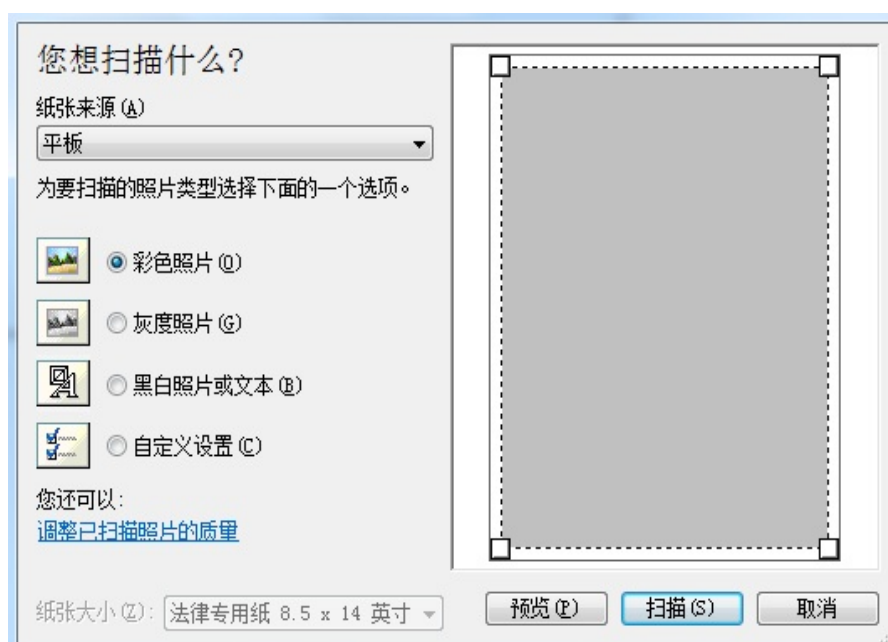 您想扫描什么?
纸张来源(A)
平板
为要扫描的照片类型选择下面的一个选项。
彩色照片(O)
灰度照片(G)
黑白照片或文本(B)
自定义设置(C)
您还可以:
调整已扫描照片的质量
纸张大小(Z): 法律专用纸 8.5 x 14 英寸
预览(P) 扫描(S) 取消